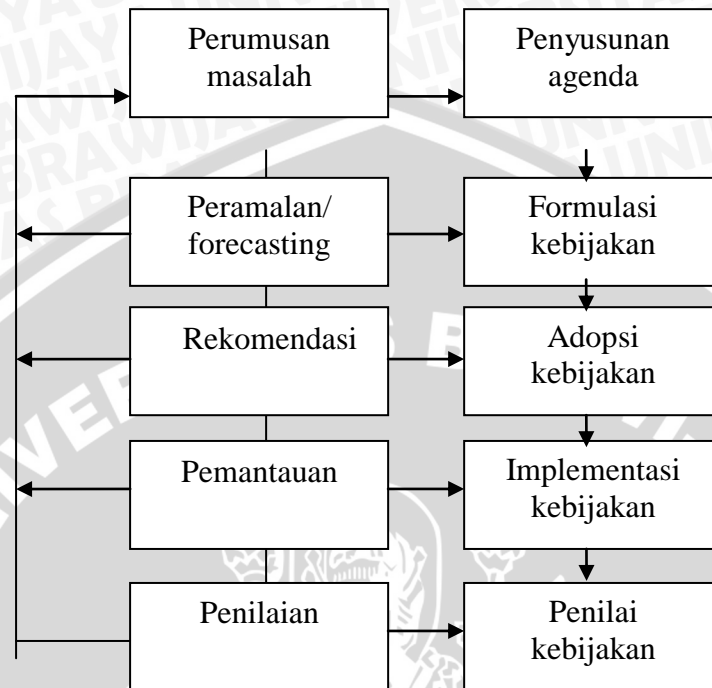 Perumusan
masalah
Penyusunan
agenda
Peramalan/
forecasting
Formulasi
kebijakan
Rekomendasi
Adopsi
kebijakan
Pemantauan
Implementasi
kebijakan
Penilaian
Penilai
kebijakan